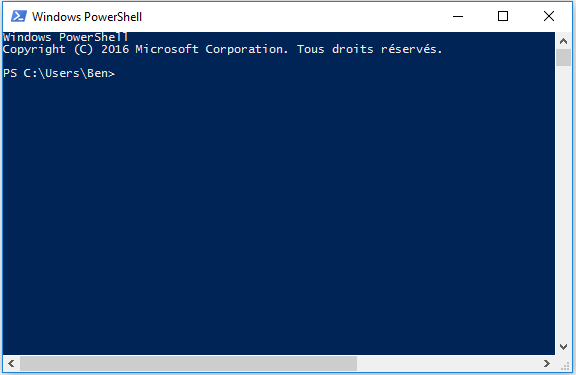 Windows PowerShell
Windows PowerShell
Copyright (C) 2016 Microsoft Corporation. Tous droits réservés.
PS C:\Users\Ben>